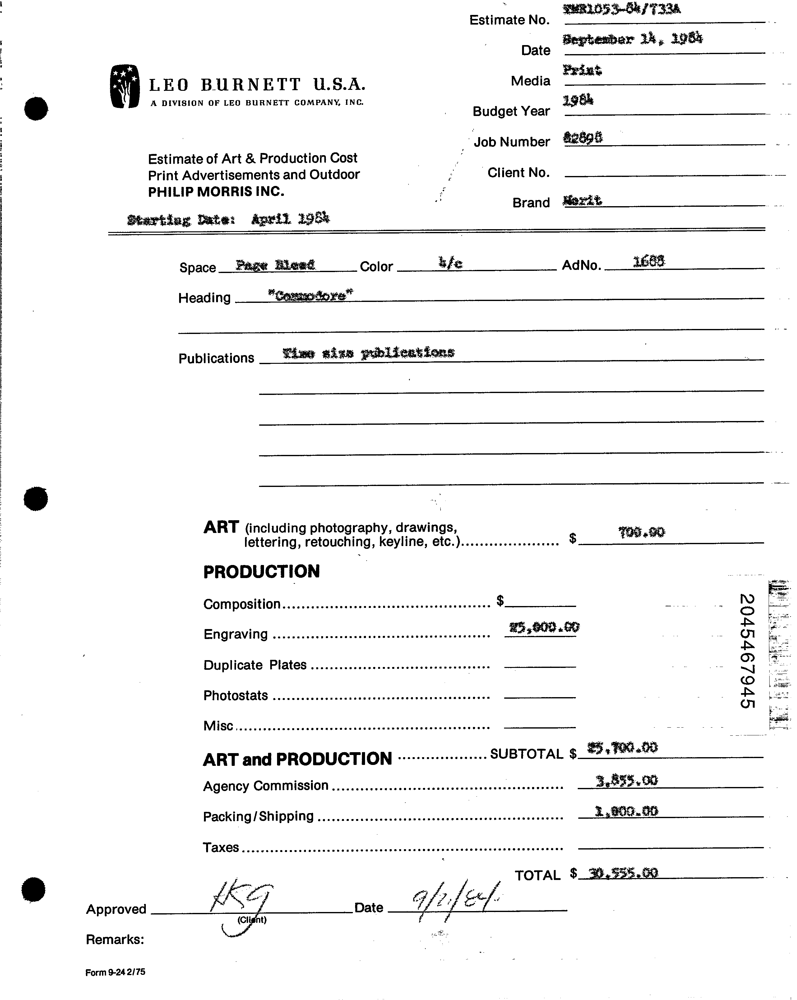 Estimate No. TMR1053-84/733A
Date September 14, 1984
Media Print
LEO BURNETT U.S.A.
A DIVISION OF LEO BURNETT COMPANY, INC.
Budget Year 1984
Job Number 82898
Estimate of Art & Production Cost
Print Advertisements and Outdoor
PHILIP MORRIS INC.
Client No.
Brand Merit
Starting Date: April 1984
Space Page Bleed Color 4/c AdNo. 1688
Heading "Commodore"
Publications Time size publications
ART (including photography, drawings,
lettering, retouching, keyline, etc.) $ 700.00
PRODUCTION
Composition $
Engraving 25,000.00
Duplicate Plates
Photostats
Misc.
ART and PRODUCTION SUBTOTAL $ 25,700.00
Agency Commission 3,855.00
Packing/Shipping 1,000.00
Taxes
TOTAL $ 30,555.00
Approved HSG Date
(Client)
Remarks:
Form 9-24 2/75
2045467945